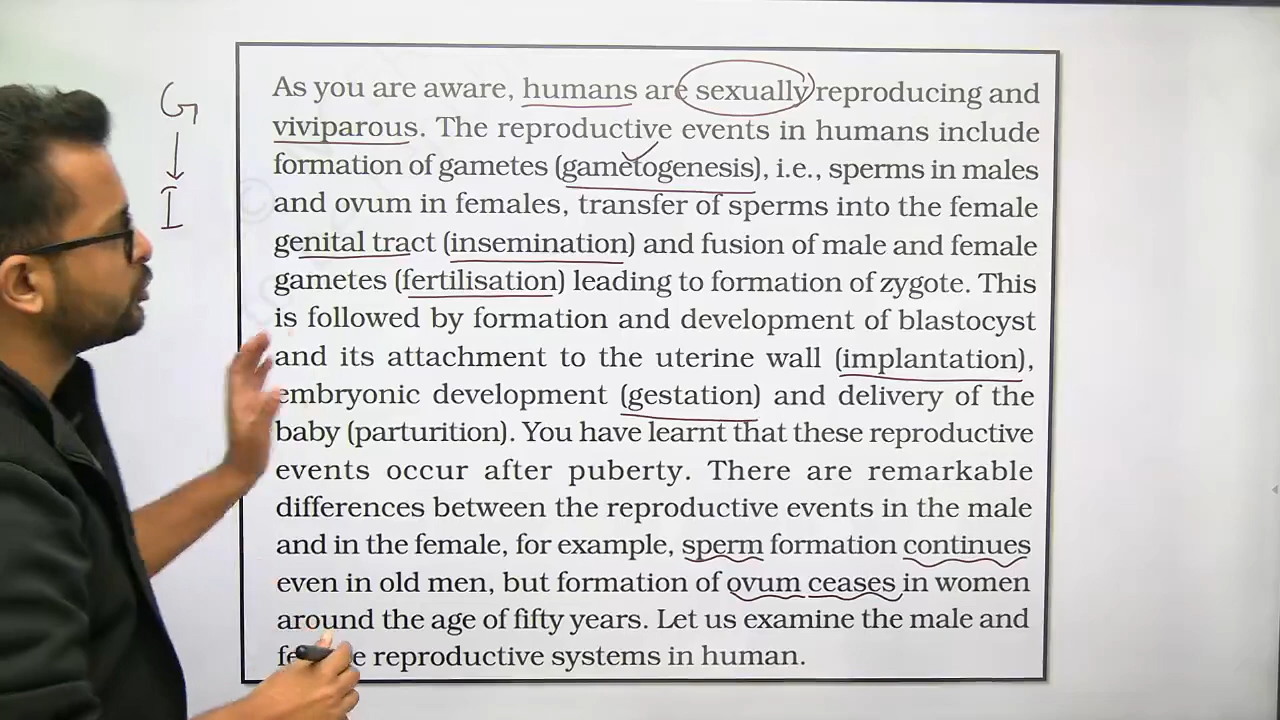 G
I
As you are aware, humans are sexually reproducing and
viviparous. The reproductive events in humans include
formation of gametes (gametogenesis), i.e., sperms in males
and ovum in females, transfer of sperms into the female
genital tract (insemination) and fusion of male and female
gametes (fertilisation) leading to formation of zygote. This
is followed by formation and development of blastocyst
and its attachment to the uterine wall (implantation),
embryonic development (gestation) and delivery of the
baby (parturition). You have learnt that these reproductive
events occur after puberty. There are remarkable
differences between the reproductive events in the male
and in the female, for example, sperm formation continues
even in old men, but formation of ovum ceases in women
around the age of fifty years. Let us examine the male and
reproductive systems in human.